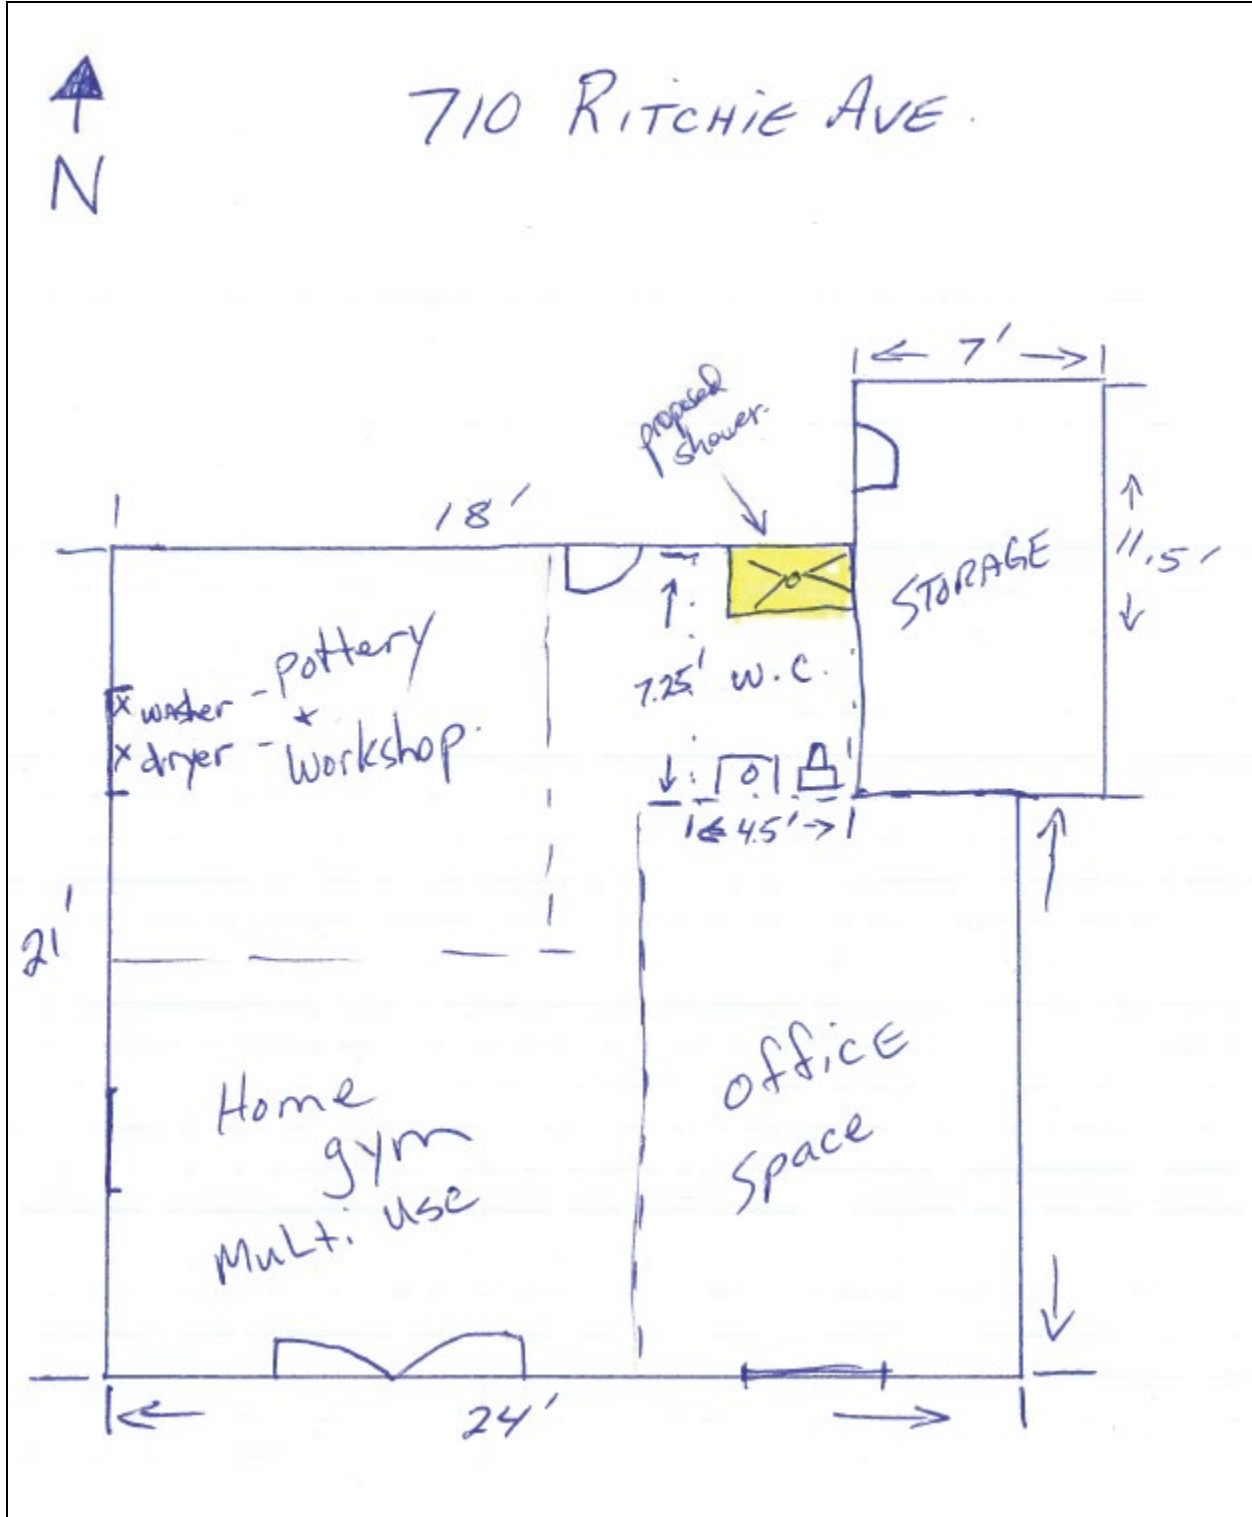 710 RITCHIE AVE.
N
7'
proposed
shower.
18'
11.5'
STORAGE
pottery
x washer -
*
7.25' W.C.
x dryer - workshop.
4.5'
21'
office
space
Home
gym
Multi use
24'